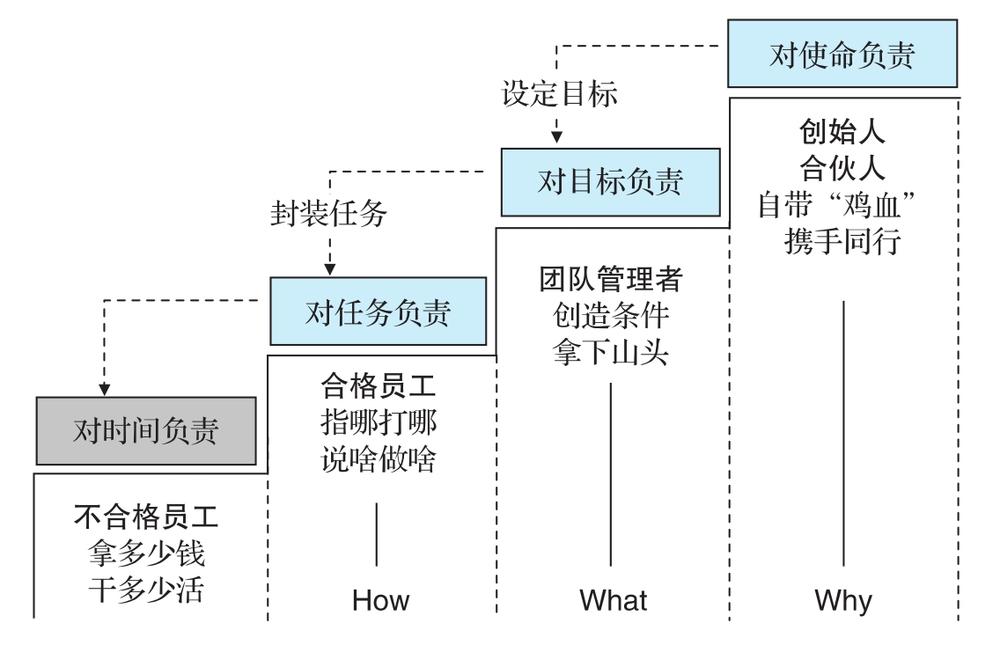 对使命负责
创始人
合伙人
自带“鸡血”
携手同行
Why
设定目标
对目标负责
团队管理者
创造条件
拿下山头
What
封装任务
对任务负责
合格员工
指哪打哪
说啥做啥
How
对时间负责
不合格员工
拿多少钱
干多少活